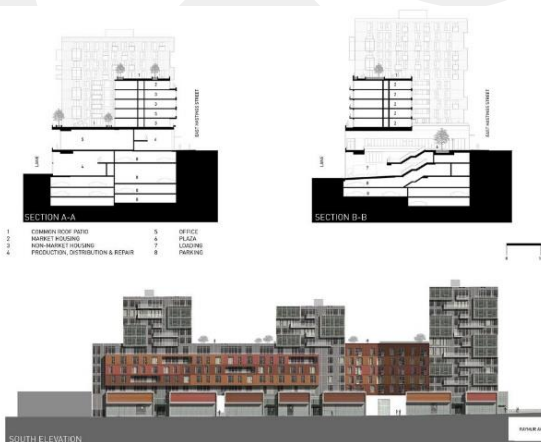 EAST HASTINGS STREET
EAST HASTINGS STREET
LANE
LANE
SECTION A-A
SECTION B-B
1 COMMON ROOF PATIO
2 MARKET HOUSING
3 NON-MARKET HOUSING
4 PRODUCTION, DISTRIBUTION & REPAIR
5 OFFICE
6 PLAZA
7 LOADING
8 PARKING
SOUTH ELEVATION